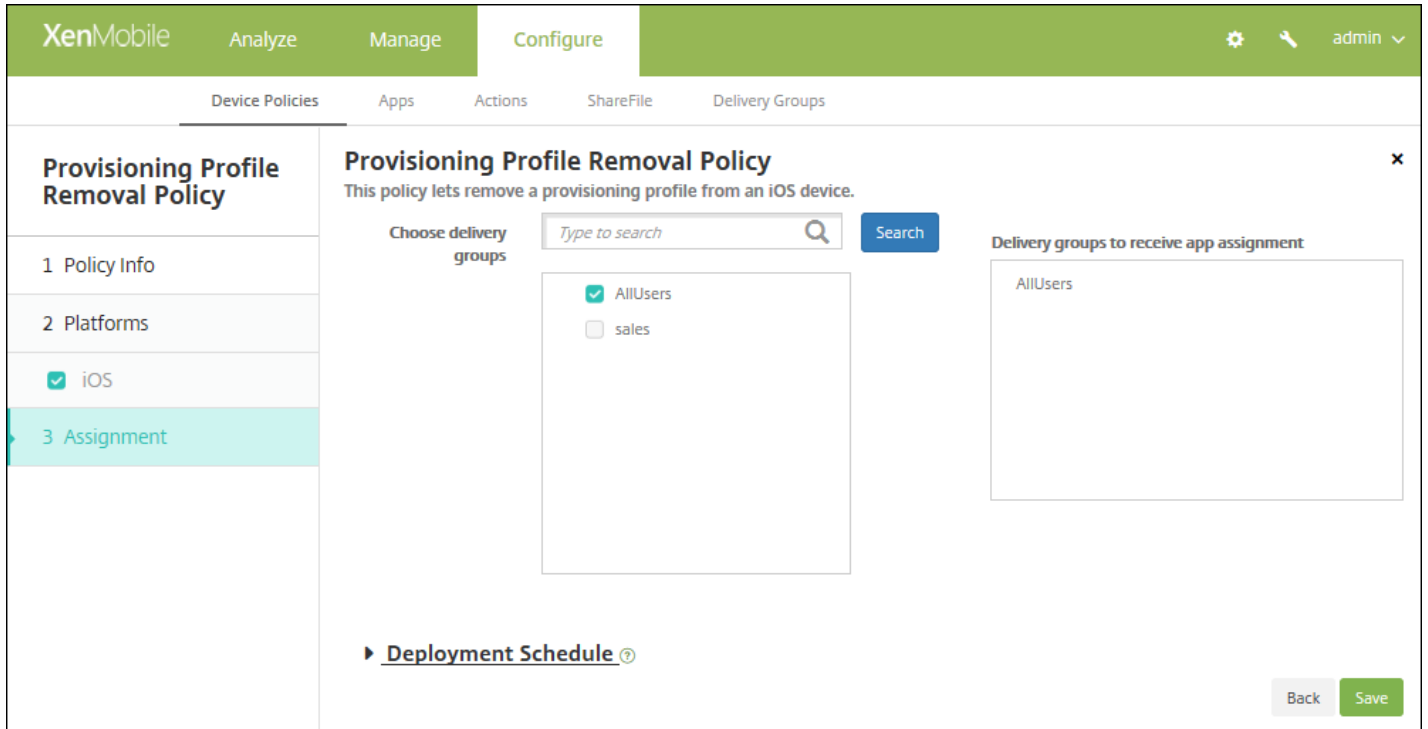 XenMobile Analyze Manage Configure admin
Device Policies Apps Actions ShareFile Delivery Groups
Provisioning Profile
Removal Policy
1 Policy Info
2 Platforms
iOS
3 Assignment
Provisioning Profile Removal Policy
This policy lets remove a provisioning profile from an iOS device.
Choose delivery
groups
Type to search
Search
AllUsers
sales
Delivery groups to receive app assignment
AllUsers
Deployment Schedule ?
Back Save